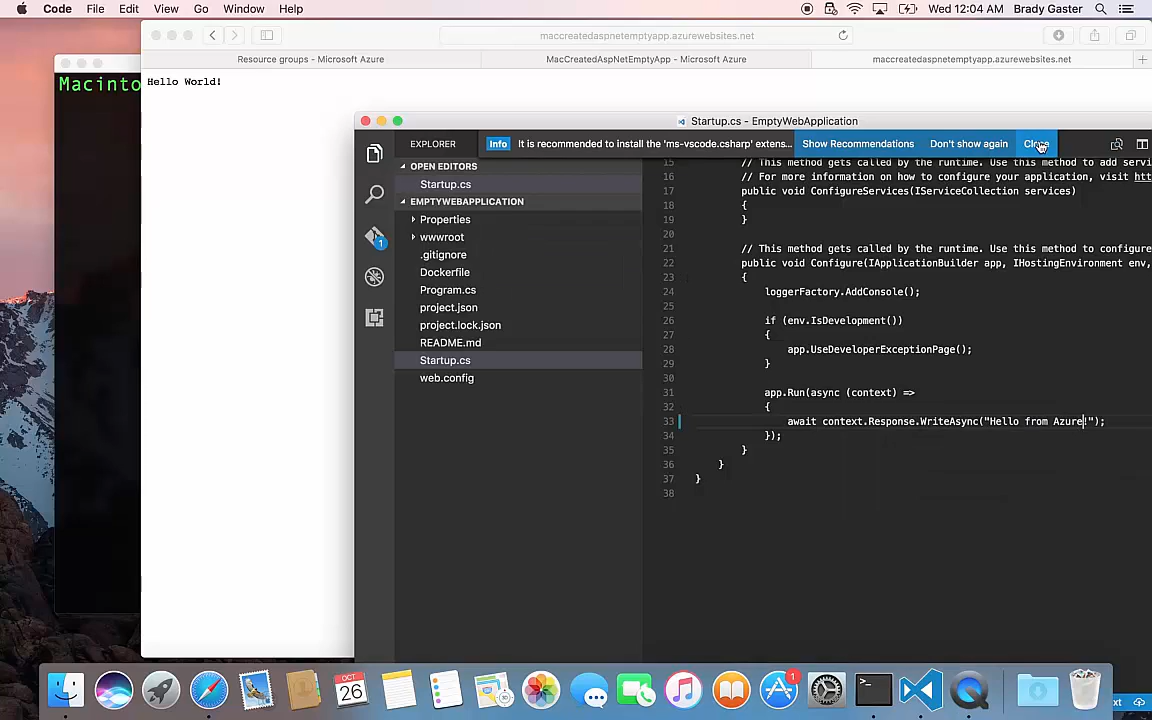 Code File Edit View Go Window Help Wed 12:04 AM Brady Gaster
maccreatedaspnetemptyapp.azurewebsites.net
Resource groups - Microsoft Azure MacCreatedAspNetEmptyApp - Microsoft Azure maccreatedaspnetemptyapp.azurewebsites.net
Macinto
Hello World!
Startup.cs - EmptyWebApplication
EXPLORER
Info It is recommended to install the 'ms-vscode.csharp' extens... Show Recommendations Don't show again Close
OPEN EDITORS
Startup.cs
EMPTYWEBAPPLICATION
Properties
wwwroot
.gitignore
Dockerfile
Program.cs
project.json
project.lock.json
README.md
Startup.cs
web.config
1
15 // This method gets called by the runtime. Use this method to add servi
16 // For more information on how to configure your application, visit htt
17 public void ConfigureServices(IServiceCollection services)
18 {
19 }
20
21 // This method gets called by the runtime. Use this method to configure
22 public void Configure(IApplicationBuilder app, IHostingEnvironment env,
23 {
24 loggerFactory.AddConsole();
25
26 if (env.IsDevelopment())
27 {
28 app.UseDeveloperExceptionPage();
29 }
30
31 app.Run(async (context) =>
32 {
33 await context.Response.WriteAsync("Hello from Azure!");
34 });
35 }
36 }
37 }
38
OCT
26
1
xt